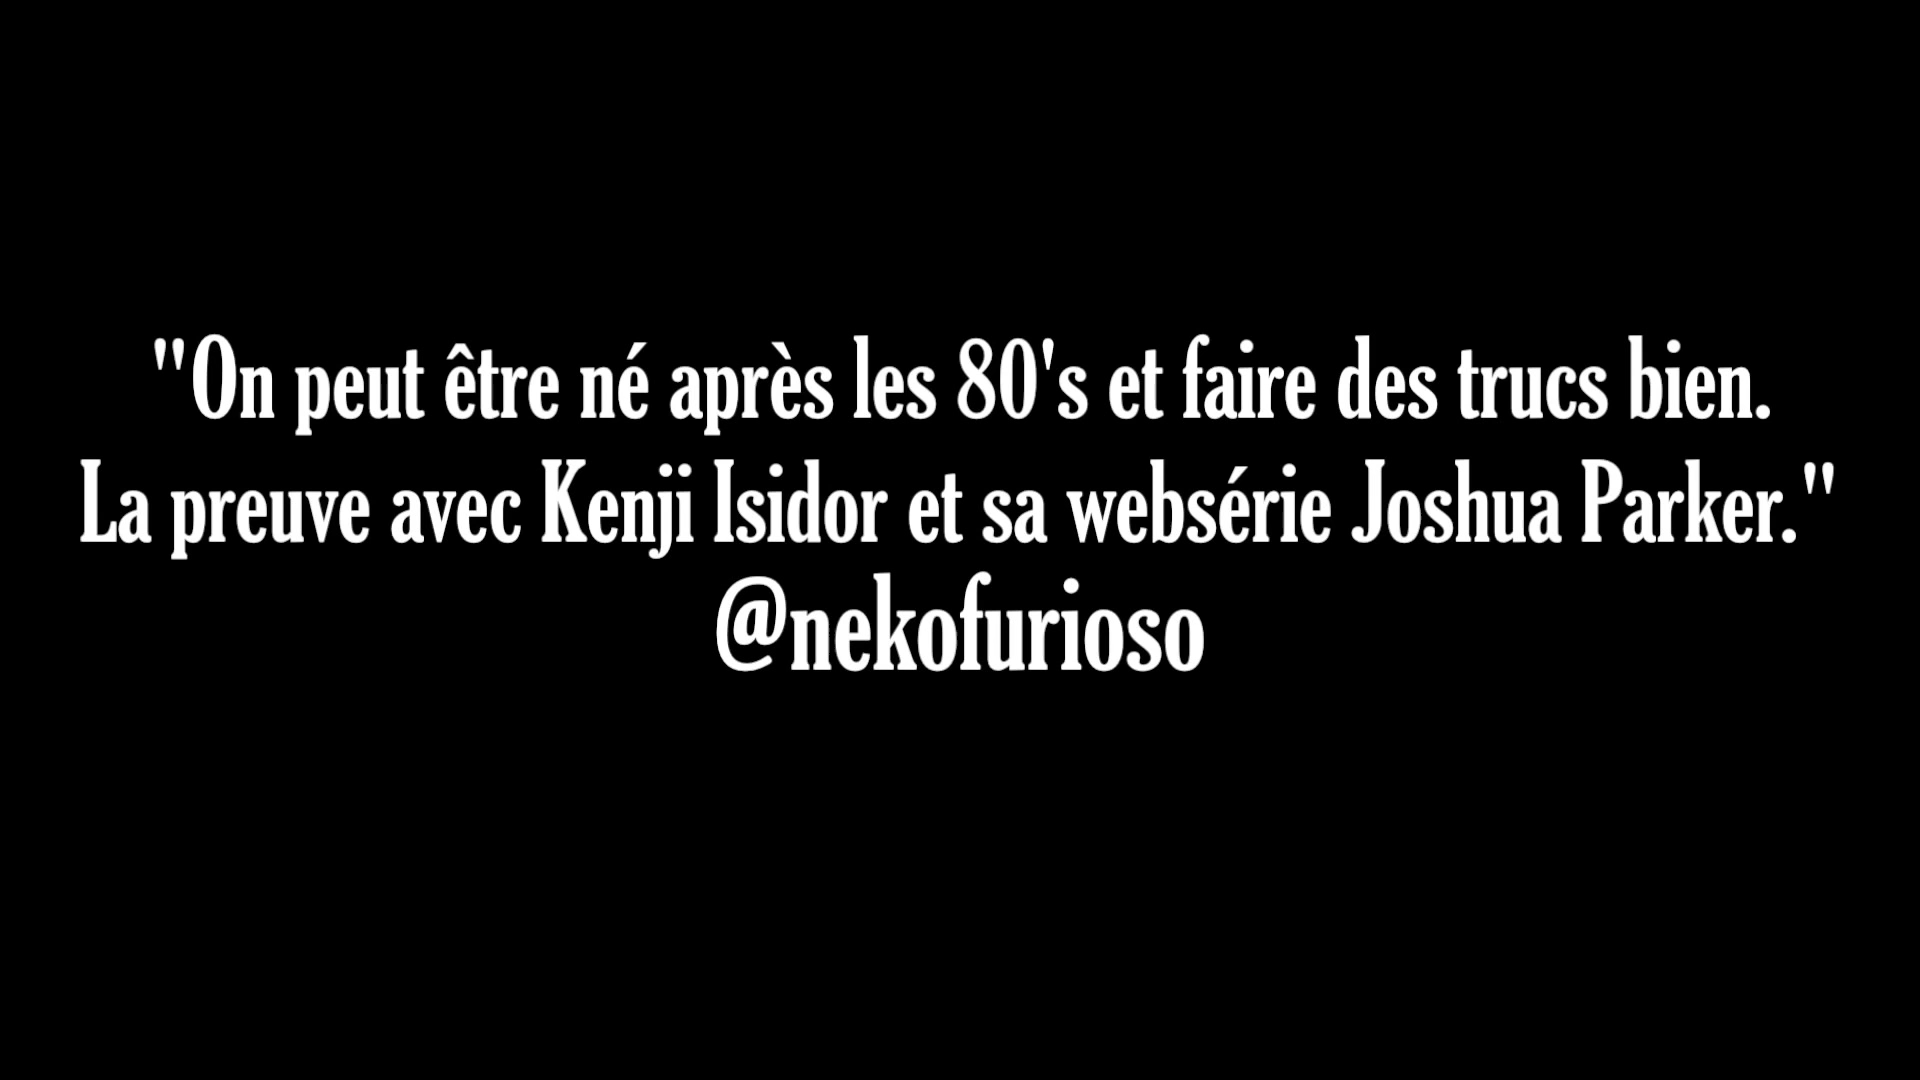 "On peut être né après les 80's et faire des trucs bien.
La preuve avec Kenji Isidor et sa websérie Joshua Parker."
@nekofurioso